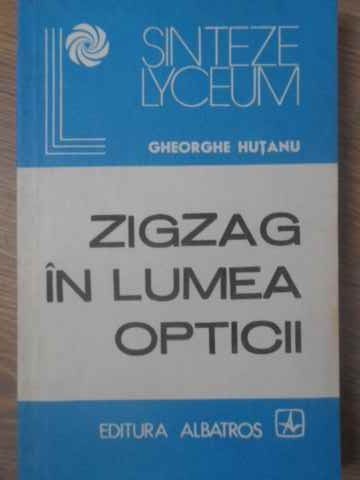 SINTEZE
LYCEUM
GHEORGHE HUȚANU
ZIGZAG
ÎN LUMEA
OPTICII
EDITURA ALBATROS